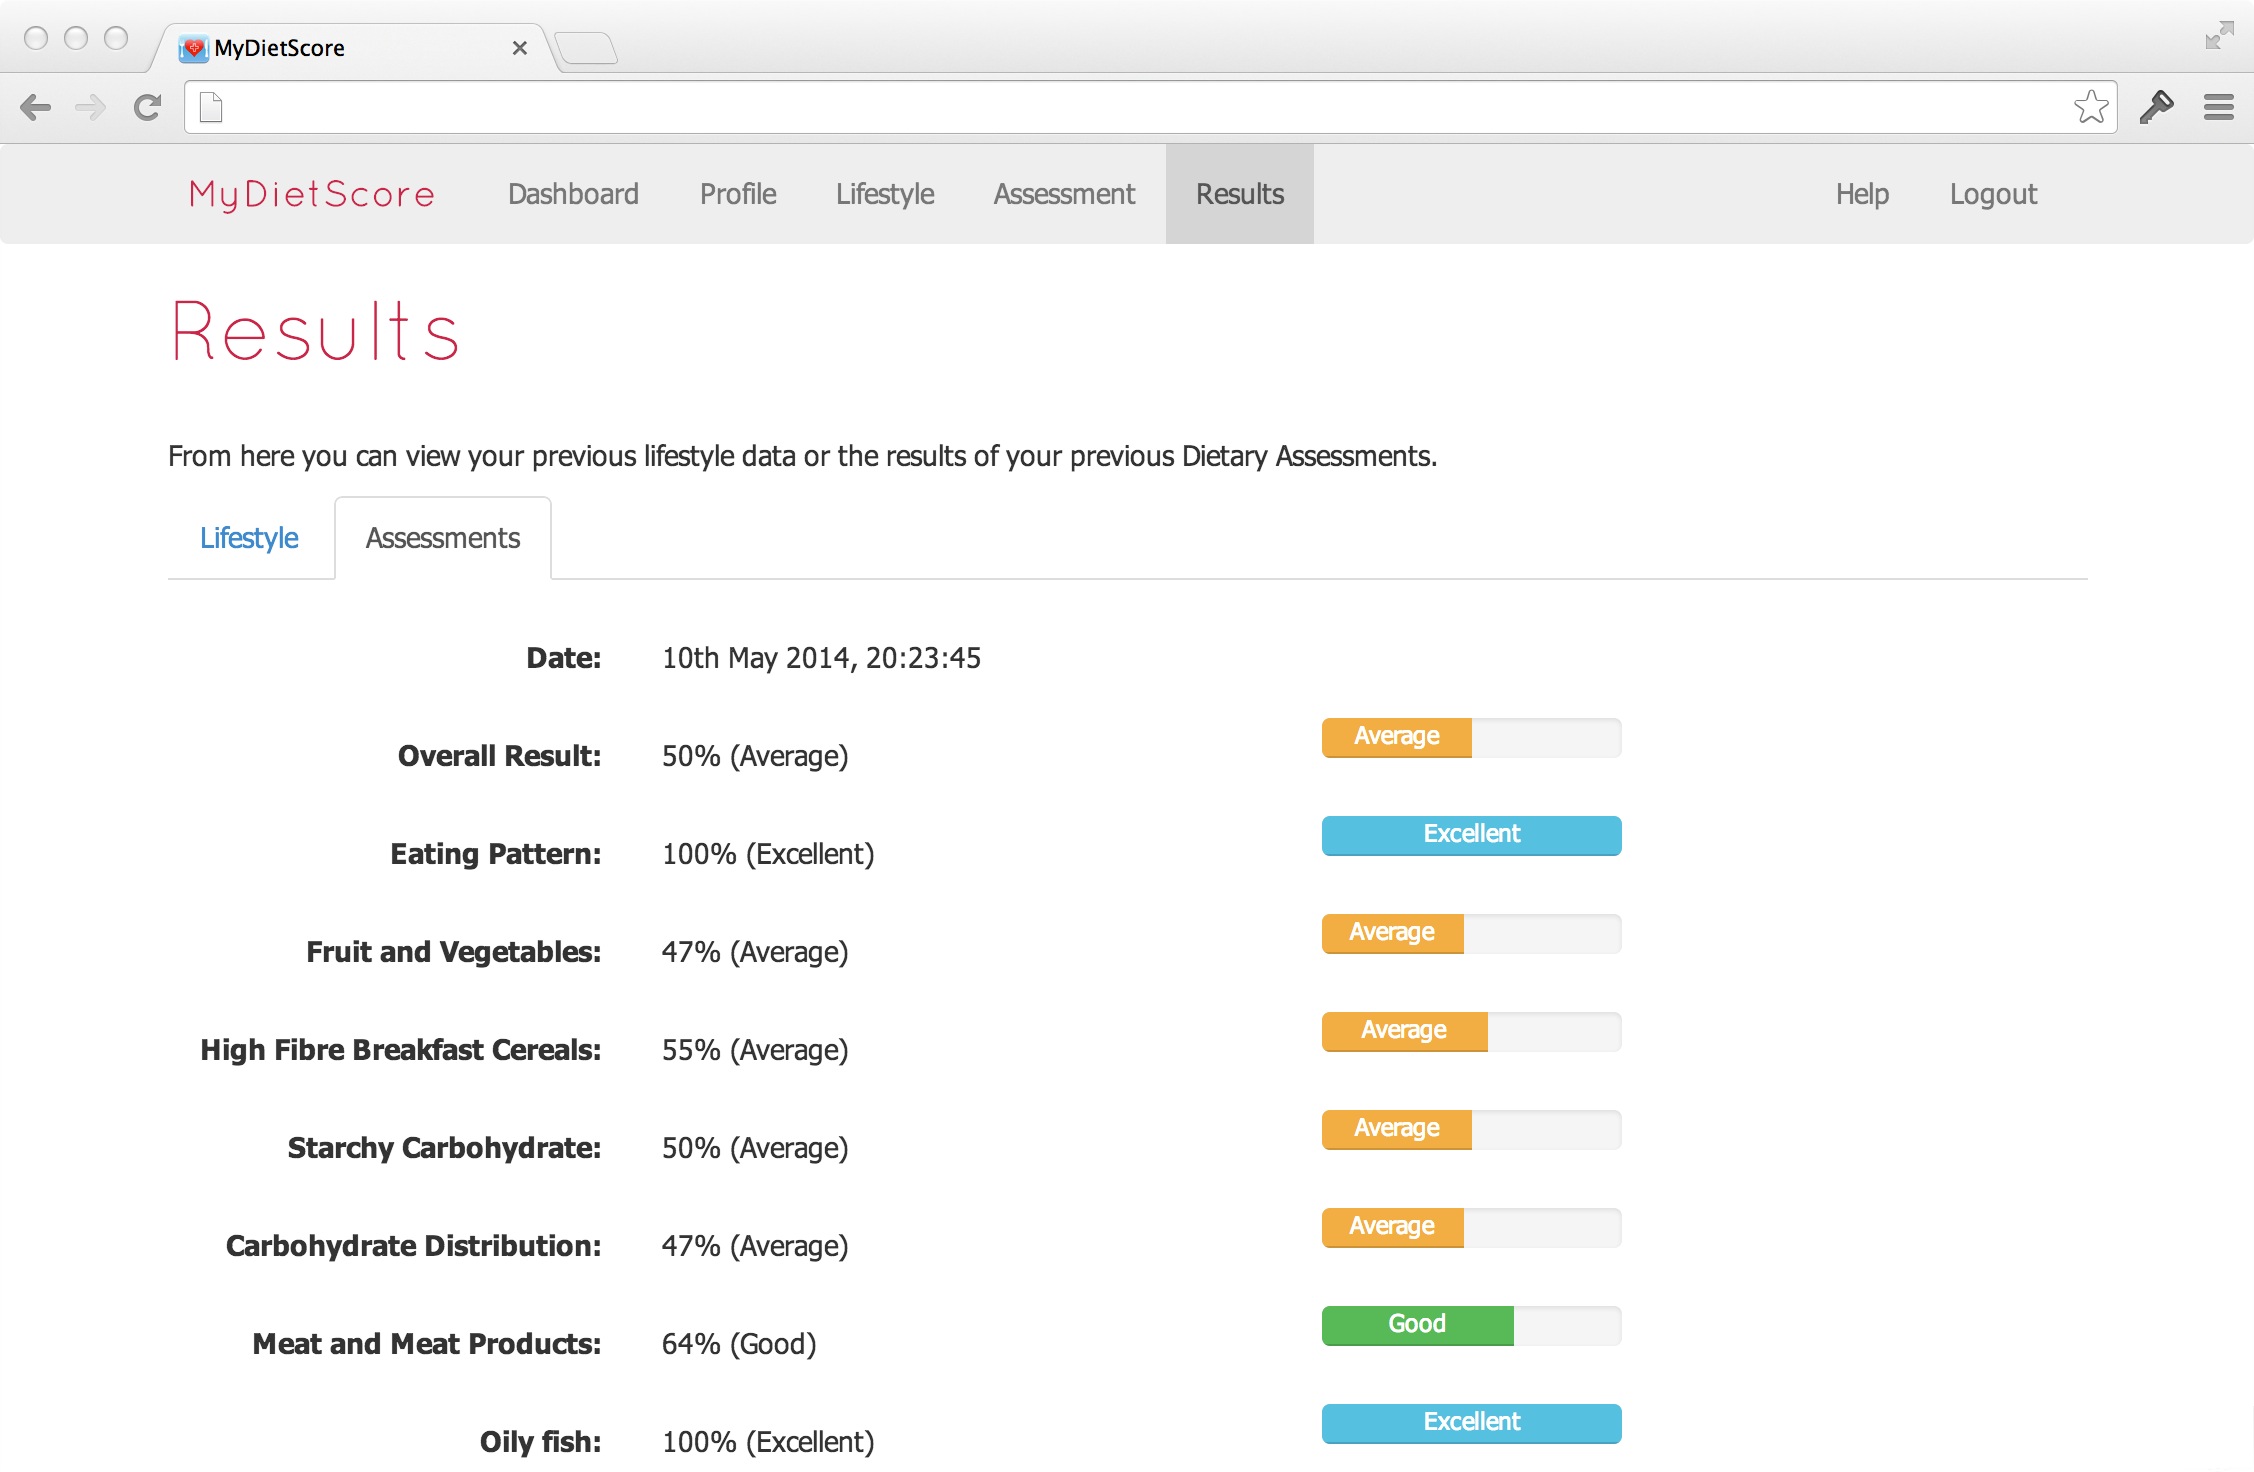 MyDietScore
MyDietScore Dashboard Profile Lifestyle Assessment Results Help Logout
Results
From here you can view your previous lifestyle data or the results of your previous Dietary Assessments.
Lifestyle Assessments
Date: 10th May 2014, 20:23:45
Overall Result: 50% (Average) Average
Eating Pattern: 100% (Excellent) Excellent
Fruit and Vegetables: 47% (Average) Average
High Fibre Breakfast Cereals: 55% (Average) Average
Starchy Carbohydrate: 50% (Average) Average
Carbohydrate Distribution: 47% (Average) Average
Meat and Meat Products: 64% (Good) Good
Oily fish: 100% (Excellent) Excellent